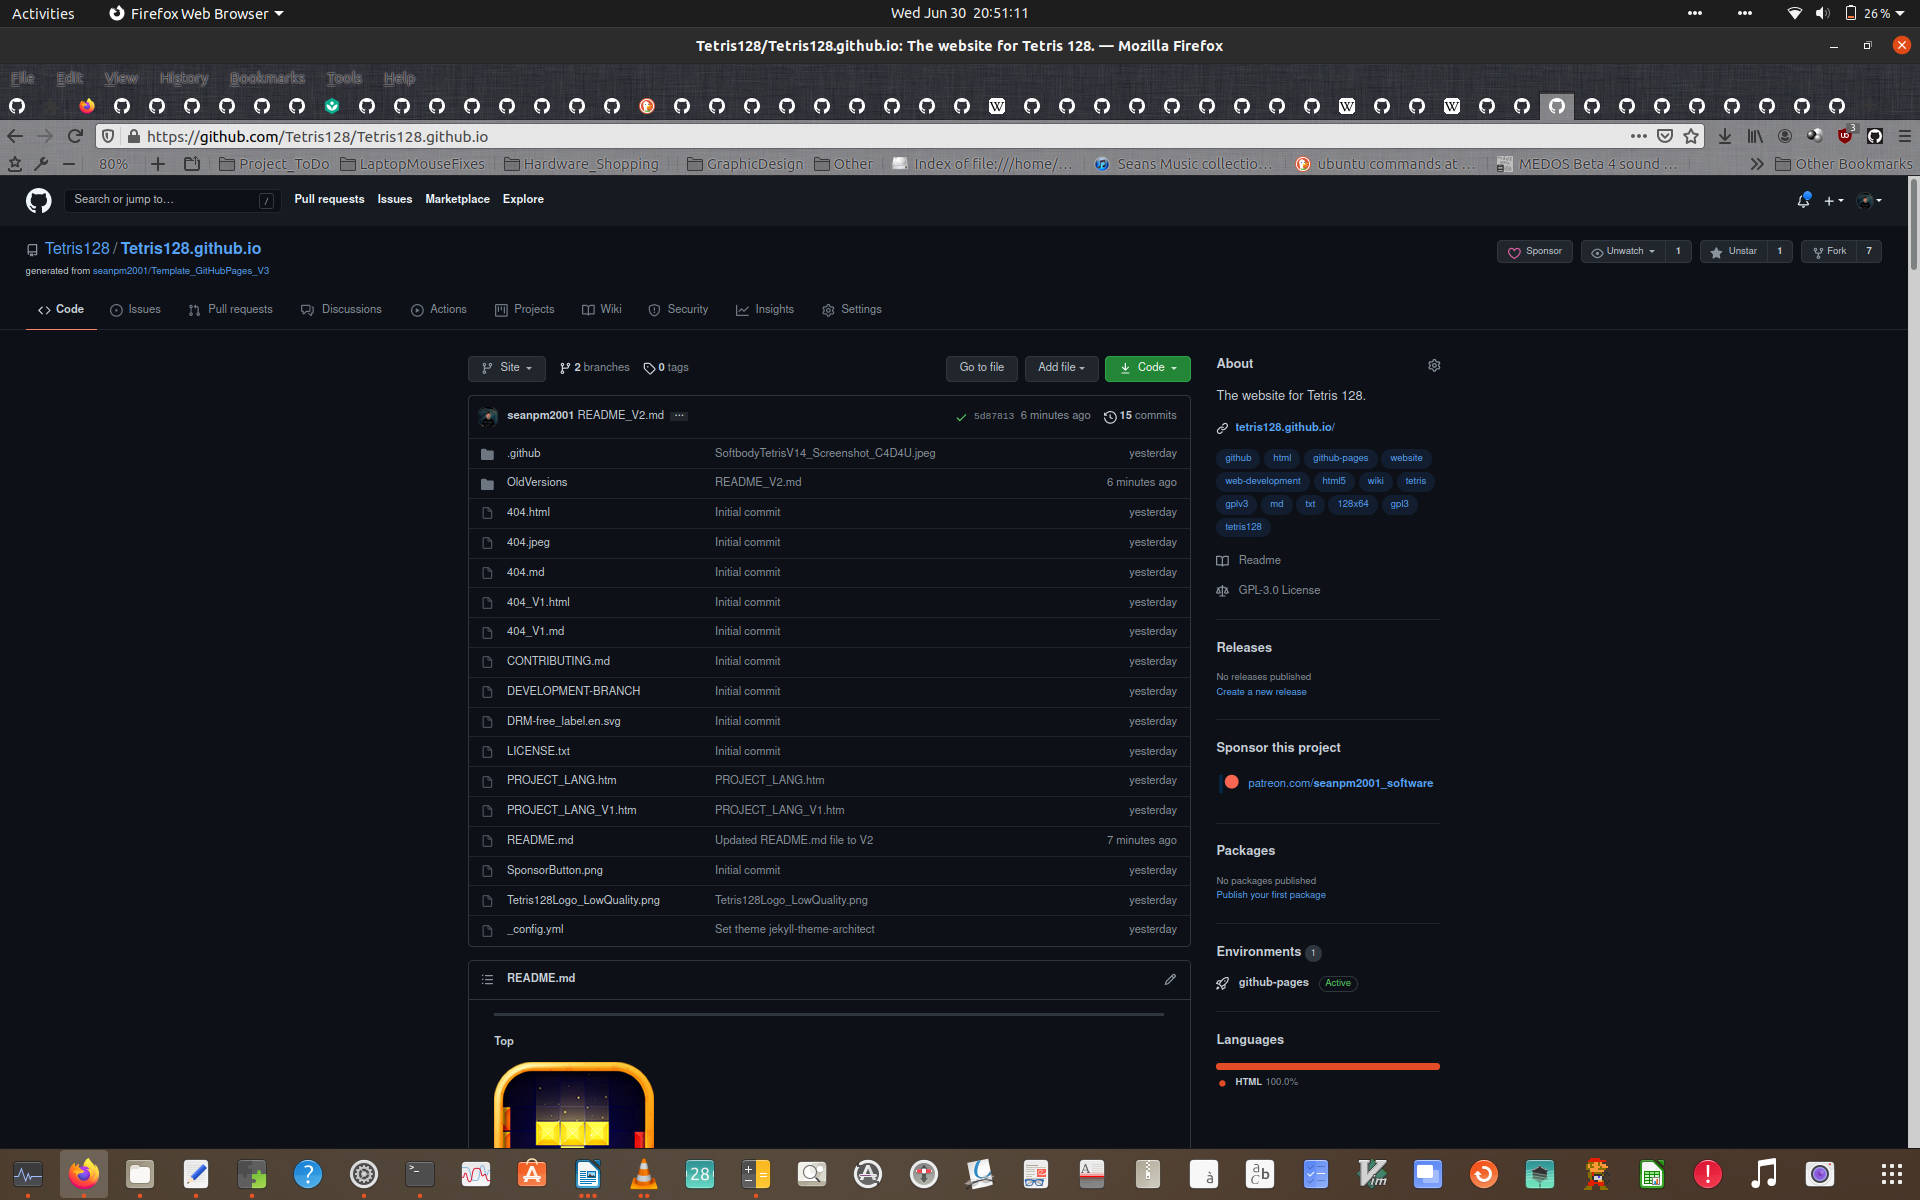 Activities Firefox Web Browser Wed Jun 30 20:51:11 26 %
Tetris128/Tetris128.github.io: The website for Tetris 128. — Mozilla Firefox
File Edit View History Bookmarks Tools Help
https://github.com/Tetris128/Tetris128.github.io 3
80% Project_ToDo LaptopMouseFixes Hardware_Shopping GraphicDesign Other Index of file:///home/... Seans Music collectio... ubuntu commands at ... MEDOS Beta 4 sound ... Other Bookmarks
Search or jump to... / Pull requests Issues Marketplace Explore
Tetris128 / Tetris128.github.io Sponsor Unwatch 1 Unstar 1 Fork 7
generated from seanpm2001/Template_GitHubPages_V3
Code Issues Pull requests Discussions Actions Projects Wiki Security Insights Settings
Site 2 branches 0 tags Go to file Add file Code
seanpm2001 README_V2.md ... 5d87813 6 minutes ago 15 commits
.github SoftbodyTetrisV14_Screenshot_C4D4U.jpeg yesterday
OldVersions README_V2.md 6 minutes ago
404.html Initial commit yesterday
404.jpeg Initial commit yesterday
404.md Initial commit yesterday
404_V1.html Initial commit yesterday
404_V1.md Initial commit yesterday
CONTRIBUTING.md Initial commit yesterday
DEVELOPMENT-BRANCH Initial commit yesterday
DRM-free_label.en.svg Initial commit yesterday
LICENSE.txt Initial commit yesterday
PROJECT_LANG.htm PROJECT_LANG.htm yesterday
PROJECT_LANG_V1.htm PROJECT_LANG_V1.htm yesterday
README.md Updated README.md file to V2 7 minutes ago
SponsorButton.png Initial commit yesterday
Tetris128Logo_LowQuality.png Tetris128Logo_LowQuality.png yesterday
_config.yml Set theme jekyll-theme-architect yesterday
README.md
Top
About
The website for Tetris 128.
tetris128.github.io/
github html github-pages website
web-development html5 wiki tetris
gplv3 md txt 128x64 gpl3
tetris128
Readme
GPL-3.0 License
Releases
No releases published
Create a new release
Sponsor this project
patreon.com/seanpm2001_software
Packages
No packages published
Publish your first package
Environments 1
github-pages Active
Languages
HTML 100.0%
28